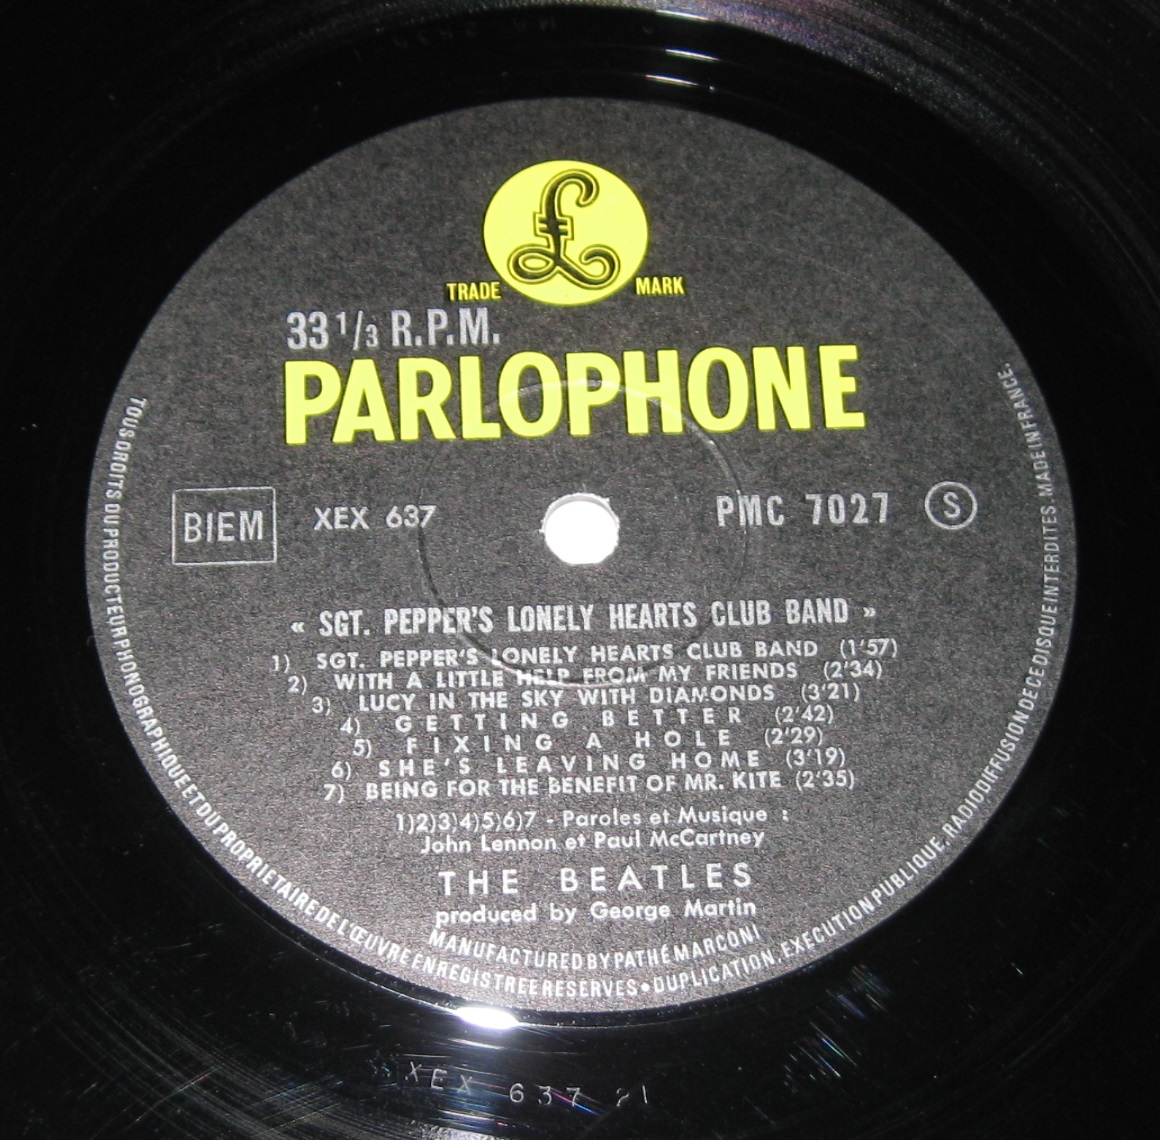 £
TRADE MARK
33 1/3 R.P.M.
PARLOPHONE
BIEM XEX 637 PMC 7027 S
« SGT. PEPPER'S LONELY HEARTS CLUB BAND »
1) SGT. PEPPER'S LONELY HEARTS CLUB BAND (1'57)
2) WITH A LITTLE HELP FROM MY FRIENDS (2'34)
3) LUCY IN THE SKY WITH DIAMONDS (3'21)
4) GETTING BETTER (2'42)
5) FIXING A HOLE (2'29)
6) SHE'S LEAVING HOME (3'19)
7) BEING FOR THE BENEFIT OF MR. KITE (2'35)
1)2)3)4)5)6)7 - Paroles et Musique :
John Lennon et Paul McCartney
THE BEATLES
produced by George Martin
MANUFACTURED BY PATHÉ MARCONI
TOUS DROITS DU PRODUCTEUR PHONOGRAPHIQUE ET DU PROPRIETAIRE DE L'ŒUVRE ENREGISTREE RESERVES • DUPLICATION, EXECUTION PUBLIQUE, RADIODIFFUSION DE CE DISQUE INTERDITES. MADE IN FRANCE.
XEX 637 21